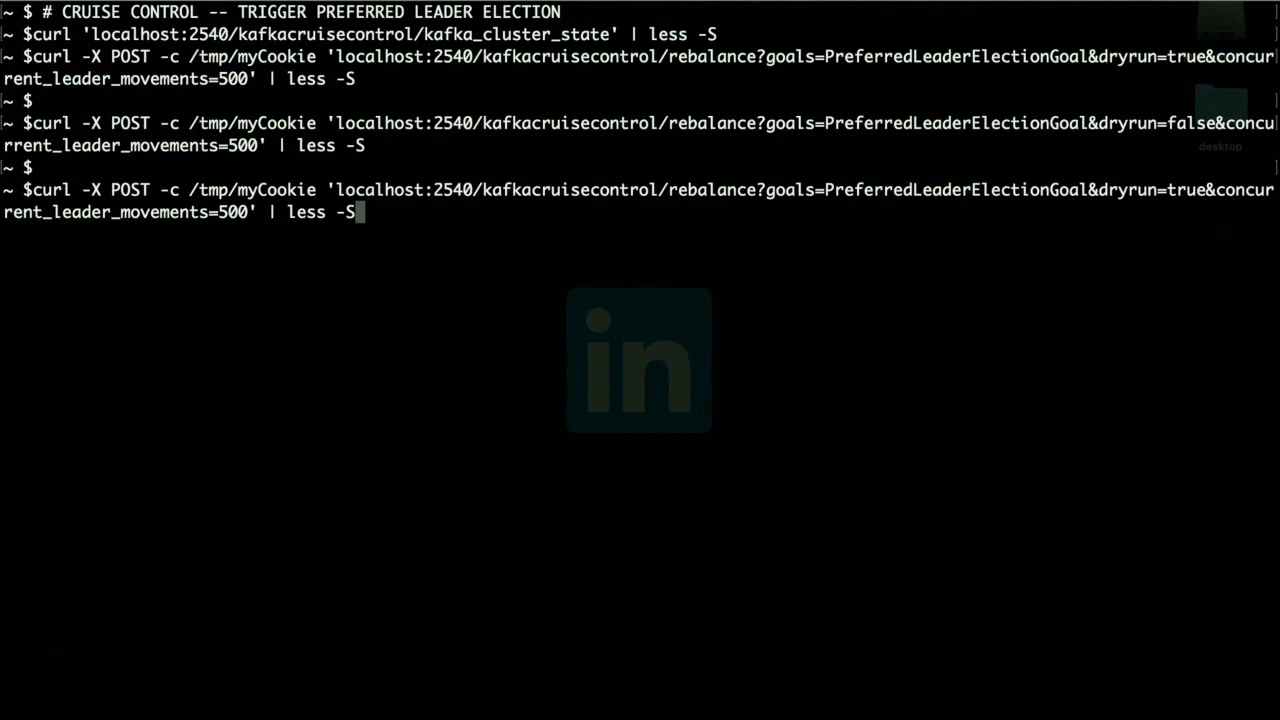 ~ $ # CRUISE CONTROL -- TRIGGER PREFERRED LEADER ELECTION
~ $curl 'localhost:2540/kafkacruisecontrol/kafka_cluster_state' | less -S
~ $curl -X POST -c /tmp/myCookie 'localhost:2540/kafkacruisecontrol/rebalance?goals=PreferredLeaderElectionGoal&dryrun=true&concur
rent_leader_movements=500' | less -S
~ $
~ $curl -X POST -c /tmp/myCookie 'localhost:2540/kafkacruisecontrol/rebalance?goals=PreferredLeaderElectionGoal&dryrun=false&concu
rrent_leader_movements=500' | less -S
desktop
~ $
~ $curl -X POST -c /tmp/myCookie 'localhost:2540/kafkacruisecontrol/rebalance?goals=PreferredLeaderElectionGoal&dryrun=true&concur
rent_leader_movements=500' | less -S
in